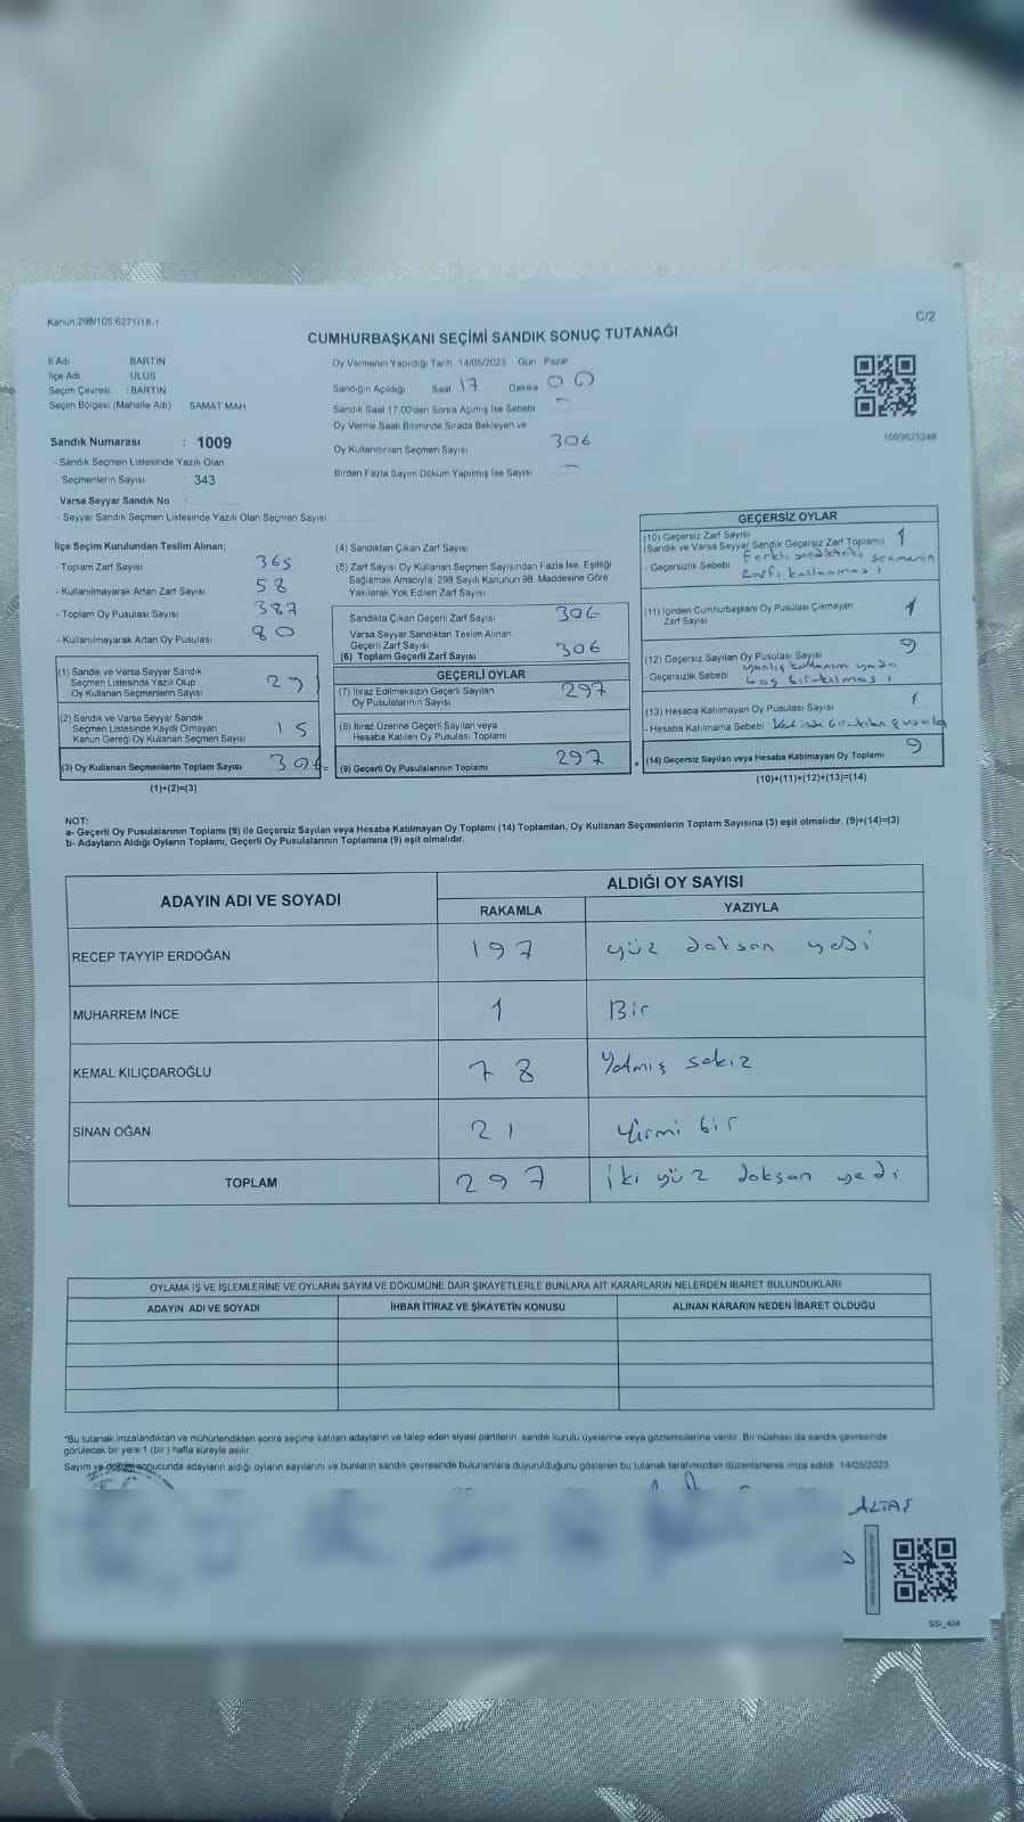 Kanun 298/105 6271/18-1
C/2
CUMHURBAŞKANI SEÇİMİ SANDIK SONUÇ TUTANAĞI
İl Adı BARTIN
İlçe Adı ULUS
Seçim Çevresi : BARTIN
Seçim Bölgesi (Mahalle Adı) SAMAT MAH
Sandık Numarası : 1009
- Sandık Seçmen Listesinde Yazılı Olan
Seçmenlerin Sayısı 343
Varsa Seyyar Sandık No
- Seyyar Sandık Seçmen Listesinde Yazılı Olan Seçmen Sayısı
Oy Vermenin Yapıldığı Tarih 14/05/2023 Gün Pazar
Sandığın Açıldığı Saat 17 Dakika 00
Sandık Saat 17:00'den Sonra Açılmış İse Sebebi
Oy Verme Saati Bitiminde Sırada Bekleyen ve
Oy Kullandırılan Seçmen Sayısı 306
Birden Fazla Sayım Döküm Yapılmış İse Sayısı
İlçe Seçim Kurulundan Teslim Alınan;
- Toplam Zarf Sayısı 365
- Kullanılmayarak Artan Zarf Sayısı 58
- Toplam Oy Pusulası Sayısı 387
- Kullanılmayarak Artan Oy Pusulası 80
(1) Sandık ve Varsa Seyyar Sandık
Seçmen Listesinde Yazılı Olup
Oy Kullanan Seçmenlerin Sayısı
(2) Sandık ve Varsa Seyyar Sandık
Seçmen Listesinde Kayıtlı Olmayan
Kanun Gereği Oy Kullanan Seçmen Sayısı 15
(3) Oy Kullanan Seçmenlerin Toplam Sayısı
(1)+(2)=(3)
(4) Sandıktan Çıkan Zarf Sayısı
(5) Zarf Sayısı Oy Kullanan Seçmen Sayısından Fazla İse, Eşitliği
Sağlamak Amacıyla, 298 Sayılı Kanunun 98. Maddesine Göre
Yakılarak Yok Edilen Zarf Sayısı
Sandıkta Çıkan Geçerli Zarf Sayısı 306
Varsa Seyyar Sandıktan Teslim Alınan
Geçerli Zarf Sayısı
(6) Toplam Geçerli Zarf Sayısı 306
GEÇERLİ OYLAR
(7) İtiraz Edilmeksizin Geçerli Sayılan
Oy Pusulalarının Sayısı 297
(8) İtiraz Üzerine Geçerli Sayılan veya
Hesaba Katılan Oy Pusulası Toplamı
(9) Geçerli Oy Pusulalarının Toplamı 297
GEÇERSİZ OYLAR
(10) Geçersiz Zarf Sayısı
(Sandık ve Varsa Seyyar Sandık Geçersiz Zarf Toplamı) 1
- Geçersizlik Sebebi Farklı seçmenin
zarfı kullanması
(11) İçinden Cumhurbaşkanı Oy Pusulası Çıkmayan
Zarf Sayısı 1
(12) Geçersiz Sayılan Oy Pusulası Sayısı 9
Geçersizlik Sebebi yanlış kullanım yada
boş bırakılması
(13) Hesaba Katılmayan Oy Pusulası Sayısı 1
- Hesaba Katılmama Sebebi
(14) Geçersiz Sayılan veya Hesaba Katılmayan Oy Toplamı 9
(10)+(11)+(12)+(13)=(14)
NOT:
a- Geçerli Oy Pusulalarının Toplamı (9) ile Geçersiz Sayılan veya Hesaba Katılmayan Oy Toplamı (14) Toplamları, Oy Kullanan Seçmenlerin Toplam Sayısına (3) eşit olmalıdır. (9)+(14)=(3)
b- Adayların Aldığı Oyların Toplamı, Geçerli Oy Pusulalarının Toplamına (9) eşit olmalıdır.
ADAYIN ADI VE SOYADI
ALDIĞI OY SAYISI
RAKAMLA YAZIYLA
RECEP TAYYİP ERDOĞAN 197 yüz doksan yedi
MUHARREM İNCE 1 Bir
KEMAL KILIÇDAROĞLU 78 Yetmiş sekiz
SİNAN OĞAN 21 Yirmi bir
TOPLAM 297 iki yüz doksan yedi
OYLAMA İŞ VE İŞLEMLERİNE VE OYLARIN SAYIM VE DÖKÜMÜNE DAİR ŞİKAYETLERLE BUNLARA AİT KARARLARIN NELERDEN İBARET BULUNDUKLARI
ADAYIN ADI VE SOYADI İHBAR İTİRAZ VE ŞİKAYETİN KONUSU ALINAN KARARIN NEDEN İBARET OLDUĞU
"Bu tutanak imzalandıktan ve mühürlendikten sonra seçime katılan adayların ve talep eden siyasi partilerin sandık kurulu üyelerine veya gözlemcilerine verilir. Bir nüshası da sandık çevresinde
görülecek bir yere 1 (bir) hafta süreyle asılır.
Sayım ve döküm sonucunda adayların aldığı oyların sayılarını ve bunların sandık çevresinde bulunanlara duyurulduğunu gösteren bu tutanak tarafımızdan düzenlenerek imza edildi. 14/05/2023
ALTAŞ